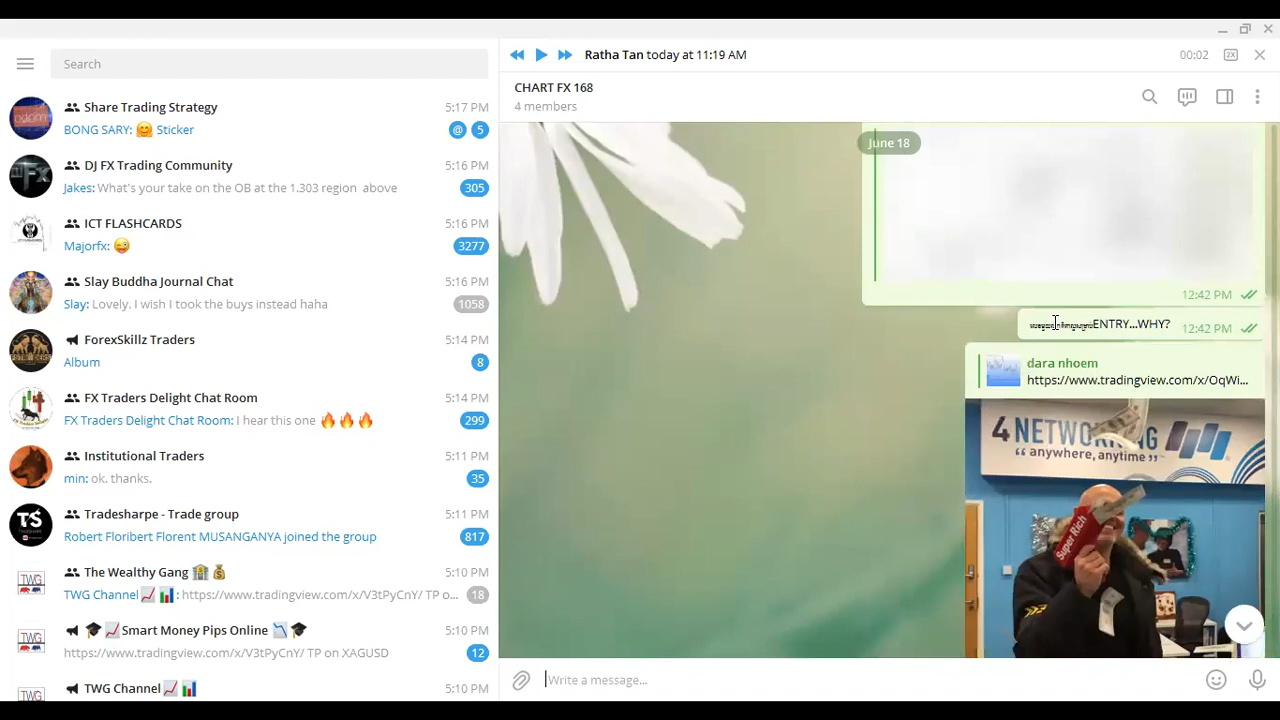 Search
Share Trading Strategy 5:17 PM
BONG SARY: 🤗 Sticker @ 5
DJ FX Trading Community 5:16 PM
Jakes: What's your take on the OB at the 1.303 region above 305
ICT FLASHCARDS 5:16 PM
Majorfx: 😜 3277
Slay Buddha Journal Chat 5:16 PM
Slay: Lovely. I wish I took the buys instead haha 1058
ForexSkillz Traders 5:15 PM
Album 8
FX Traders Delight Chat Room 5:14 PM
FX Traders Delight Chat Room: I hear this one 🔥🔥🔥 299
Institutional Traders 5:11 PM
min: ok. thanks. 35
Tradesharpe - Trade group 5:11 PM
Robert Floribert Florent MUSANGANYA joined the group 817
The Wealthy Gang 🏦💰 5:10 PM
TWG Channel📈 📊: https://www.tradingview.com/x/V3tPyCnY/ TP o... 18
🎓📈Smart Money Pips Online 📉🎓 5:10 PM
https://www.tradingview.com/x/V3tPyCnY/ TP on XAGUSD 12
TWG Channel📈 📊 5:10 PM
TS
TWG
TWG
Ratha Tan today at 11:19 AM 00:02 2X
CHART FX 168
4 members
June 18
12:42 PM
ENTRY...WHY? 12:42 PM
dara nhoem
https://www.tradingview.com/x/OqWi...
4 NETWORKING
“anywhere, anytime”
Super Rich
Write a message...